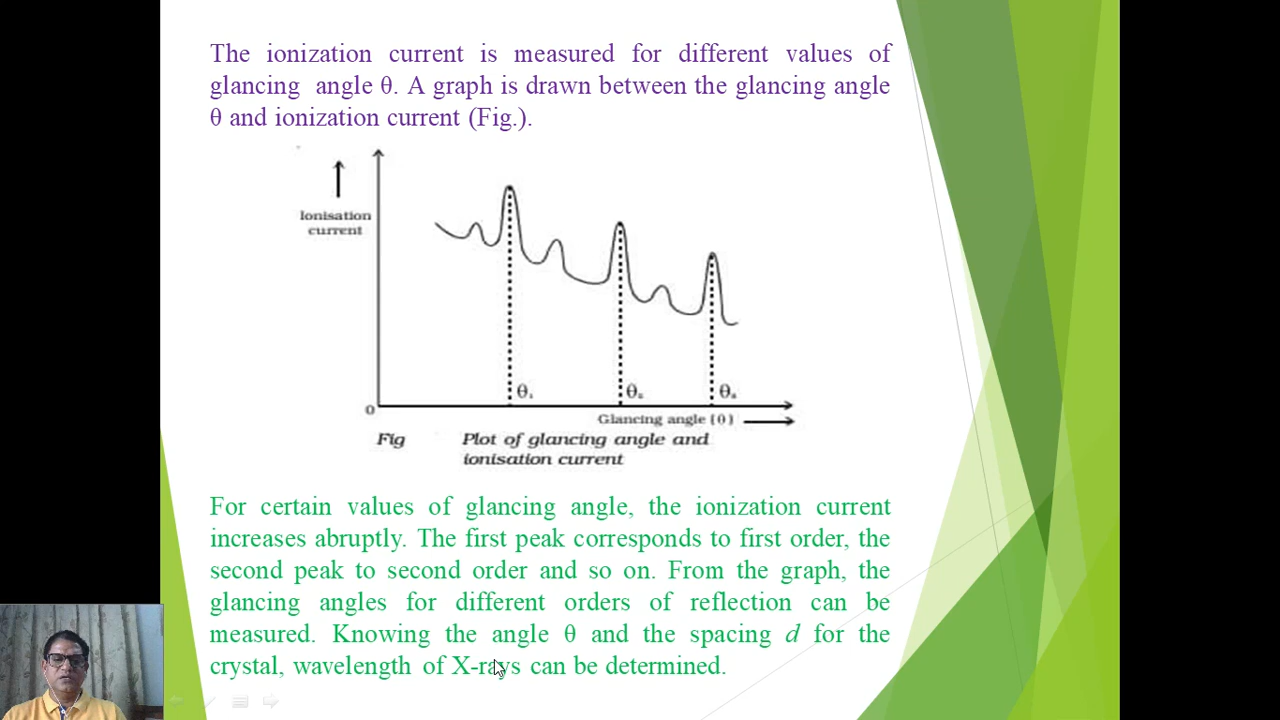 The ionization current is measured for different values of
glancing angle θ. A graph is drawn between the glancing angle
θ and ionization current (Fig.).
Ionisation
current
θ₁
θ₂
θ₃
0
Glancing angle (θ)
Fig
Plot of glancing angle and
ionisation current
For certain values of glancing angle, the ionization current
increases abruptly. The first peak corresponds to first order, the
second peak to second order and so on. From the graph, the
glancing angles for different orders of reflection can be
measured. Knowing the angle θ and the spacing d for the
crystal, wavelength of X-rays can be determined.